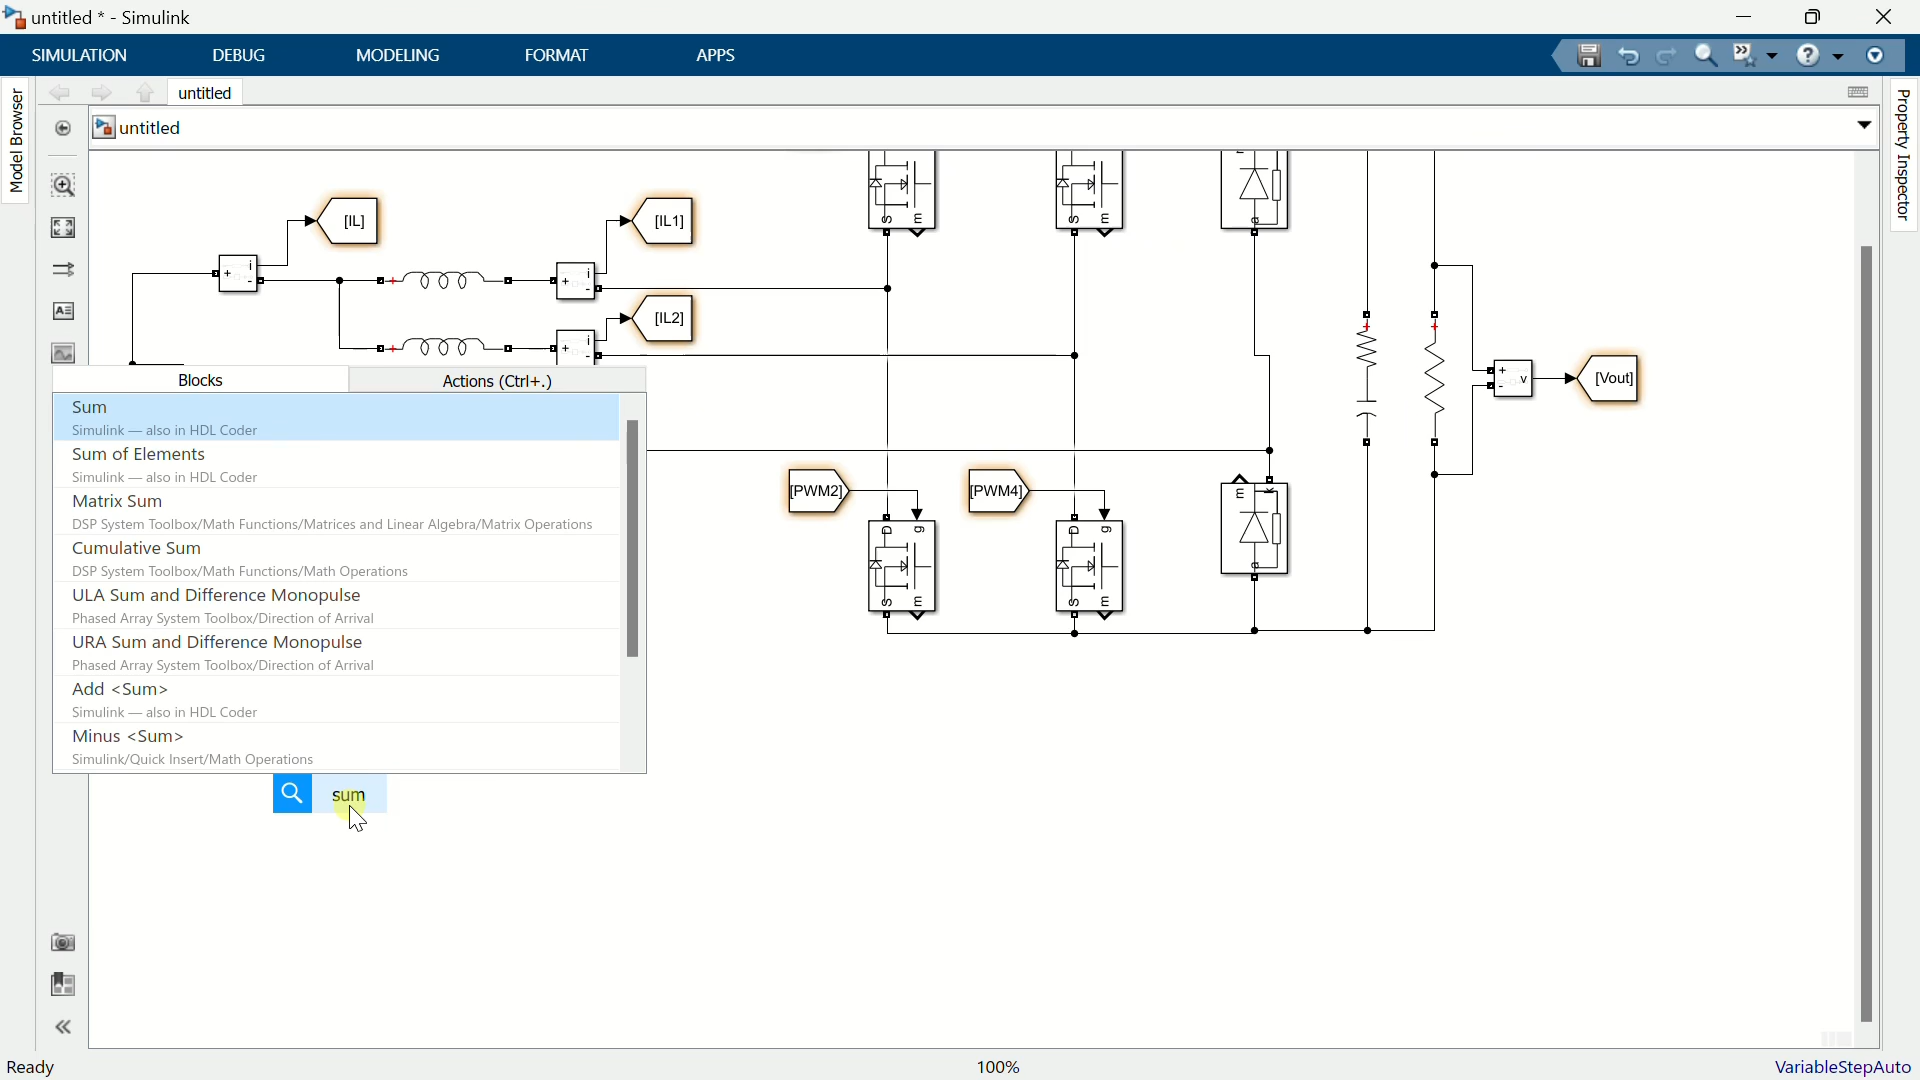 untitled * - Simulink
SIMULATION DEBUG MODELING FORMAT APPS
Model Browser
untitled
untitled
Property Inspector
[IL]
[IL1]
[IL2]
i
+
-
i
+
-
i
+
-
S m
S m
a
[Vout]
+
-
v
Blocks Actions (Ctrl+.)
Sum
Simulink — also in HDL Coder
Sum of Elements
Simulink — also in HDL Coder
Matrix Sum
DSP System Toolbox/Math Functions/Matrices and Linear Algebra/Matrix Operations
Cumulative Sum
DSP System Toolbox/Math Functions/Math Operations
ULA Sum and Difference Monopulse
Phased Array System Toolbox/Direction of Arrival
URA Sum and Difference Monopulse
Phased Array System Toolbox/Direction of Arrival
Add <Sum>
Simulink — also in HDL Coder
Minus <Sum>
Simulink/Quick Insert/Math Operations
[PWM2]
[PWM4]
D g
S m
D g
S m
m k
a
sum
Ready 100% VariableStepAuto